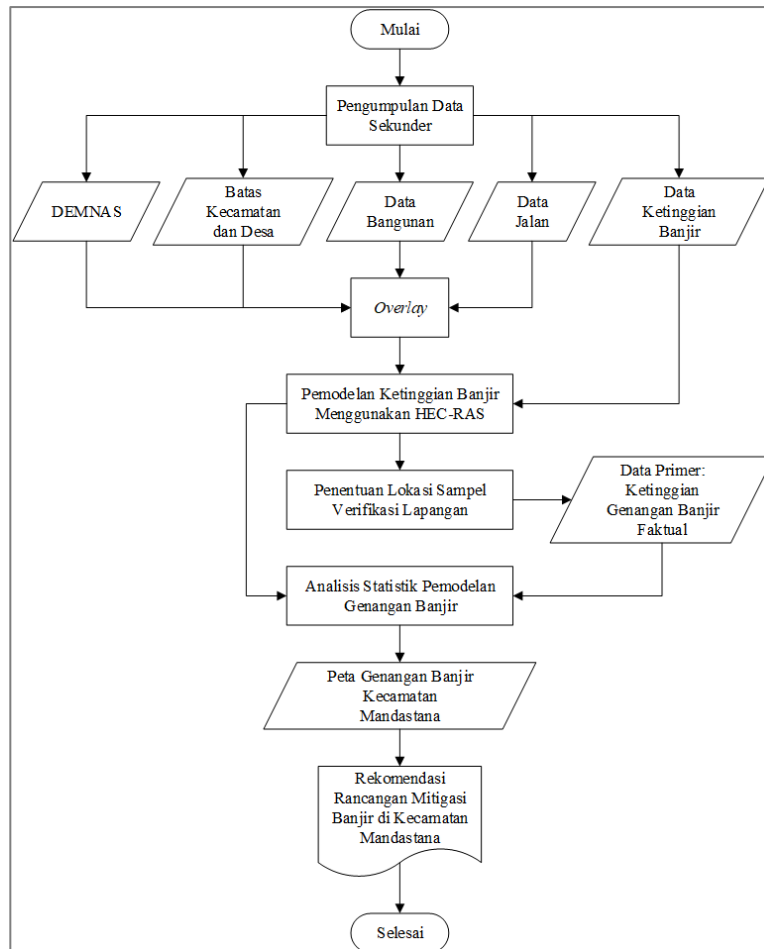 Mulai
Pengumpulan Data
Sekunder
DEMNAS
Batas
Kecamatan
dan Desa
Data
Bangunan
Data
Jalan
Data
Ketinggian
Banjir
Overlay
Pemodelan Ketinggian Banjir
Menggunakan HEC-RAS
Penentuan Lokasi Sampel
Verifikasi Lapangan
Data Primer:
Ketinggian
Genangan Banjir
Faktual
Analisis Statistik Pemodelan
Genangan Banjir
Peta Genangan Banjir
Kecamatan
Mandastana
Rekomendasi
Rancangan Mitigasi
Banjir di Kecamatan
Mandastana
Selesai